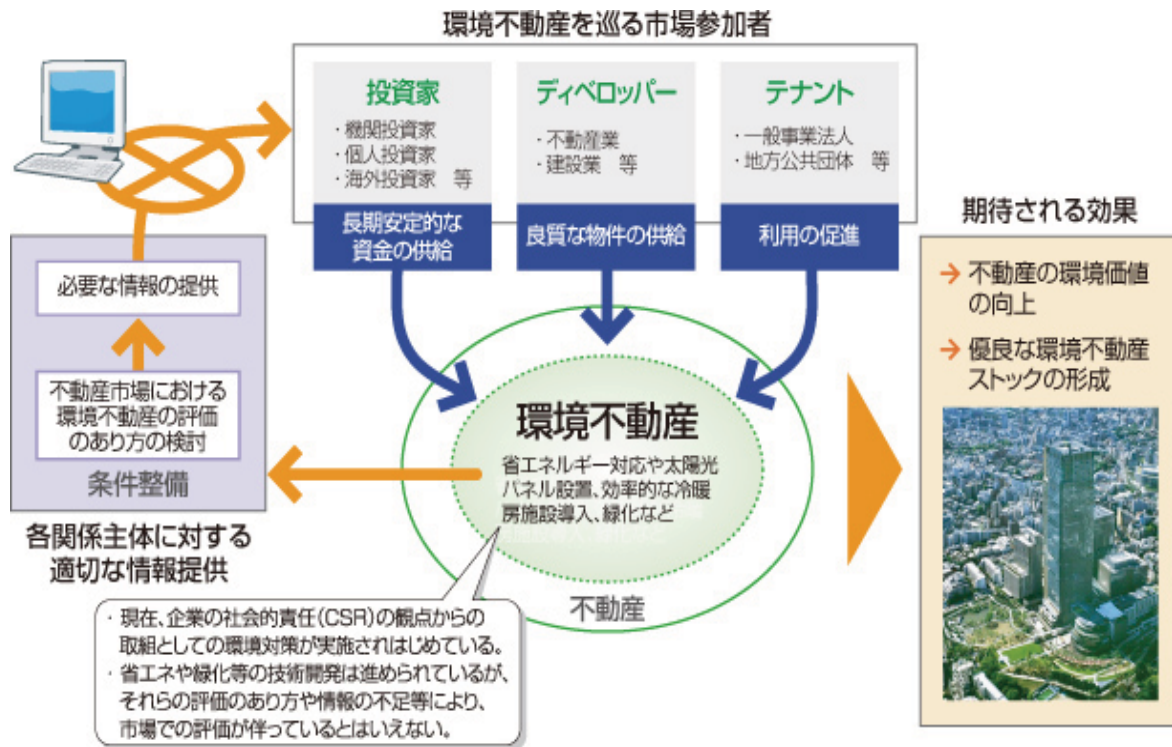 環境不動産を巡る市場参加者
投資家
・機関投資家
・個人投資家
・海外投資家 等
長期安定的な
資金の供給
ディベロッパー
・不動産業
・建設業 等
良質な物件の供給
テナント
・一般事業法人
・地方公共団体 等
利用の促進
必要な情報の提供
不動産市場における
環境不動産の評価
のあり方の検討
条件整備
各関係主体に対する
適切な情報提供
環境不動産
省エネルギー対応や太陽光
パネル設置、効率的な冷暖
房施設導入、緑化など
不動産
・現在、企業の社会的責任(CSR)の観点からの
取組としての環境対策が実施されはじめている。
・省エネや緑化等の技術開発は進められているが、
それらの評価のあり方や情報の不足等により、
市場での評価が伴っているとはいえない。
期待される効果
→ 不動産の環境価値
の向上
→ 優良な環境不動産
ストックの形成